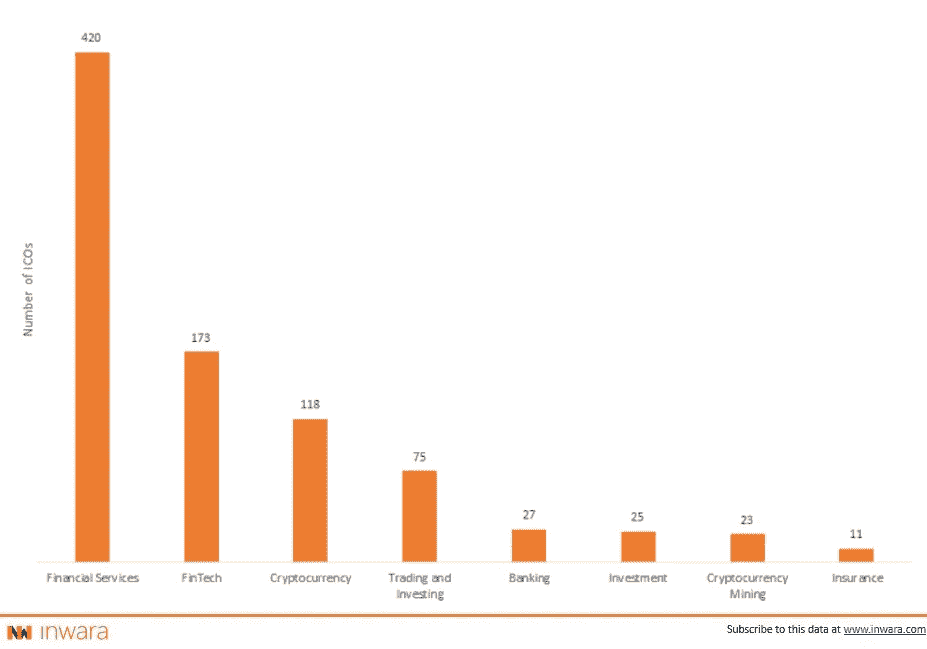 420
173
118
75
27
25
23
11
Number of ICOs
Financial Services
FinTech
Cryptocurrency
Trading and
Investing
Banking
Investment
Cryptocurrency
Mining
Insurance
inwara
Subscribe to this data at www.inwara.com